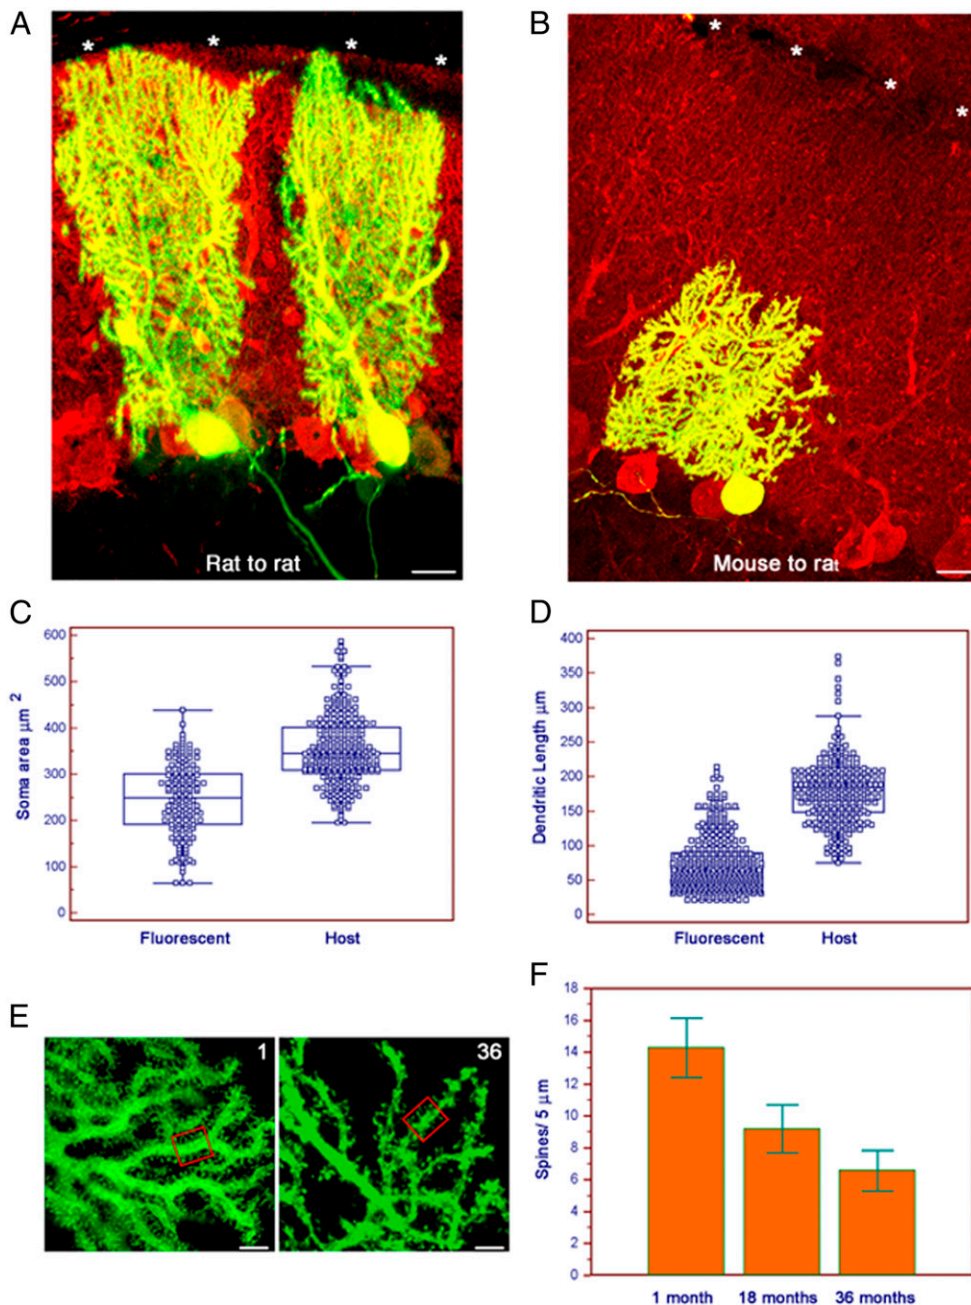 A
B
* * * *
* * * *
Rat to rat
Mouse to rat
C
Soma area µm 2
600
500
400
300
200
100
0
Fluorescent Host
D
Dendritic Length µm
400
350
300
250
200
150
100
50
0
Fluorescent Host
E
1
36
F
Spines/ 5 µm
18
16
14
12
10
8
6
4
2
0
1 month 18 months 36 months